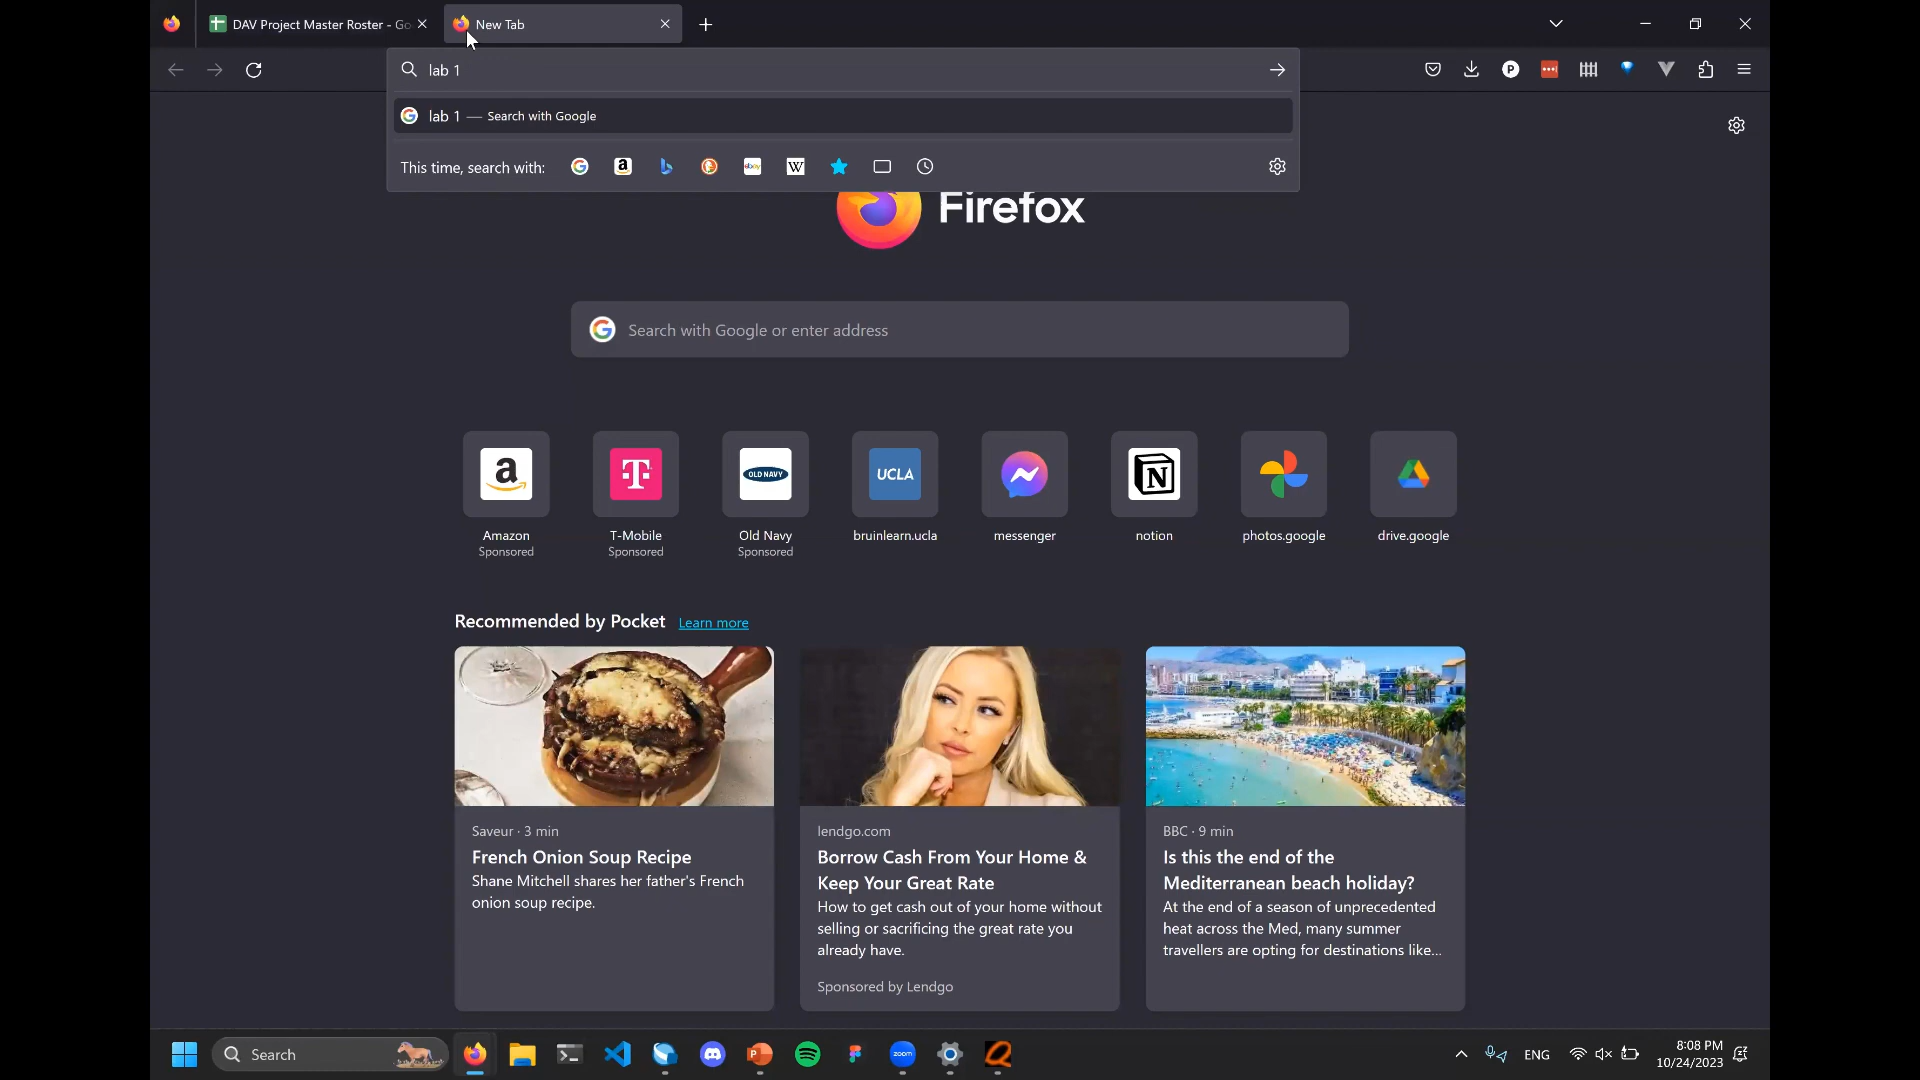 DAV Project Master Roster - Go
New Tab
lab 1
lab 1 — Search with Google
This time, search with:
Firefox
Search with Google or enter address
Amazon
Sponsored
T-Mobile
Sponsored
OLD NAVY
Old Navy
Sponsored
UCLA
bruinlearn.ucla
messenger
notion
photos.google
drive.google
Recommended by Pocket Learn more
Saveur · 3 min
French Onion Soup Recipe
Shane Mitchell shares her father's French
onion soup recipe.
lendgo.com
Borrow Cash From Your Home &
Keep Your Great Rate
How to get cash out of your home without
selling or sacrificing the great rate you
already have.
Sponsored by Lendgo
BBC · 9 min
Is this the end of the
Mediterranean beach holiday?
At the end of a season of unprecedented
heat across the Med, many summer
travellers are opting for destinations like...
Search
zoom
ENG
8:08 PM
10/24/2023